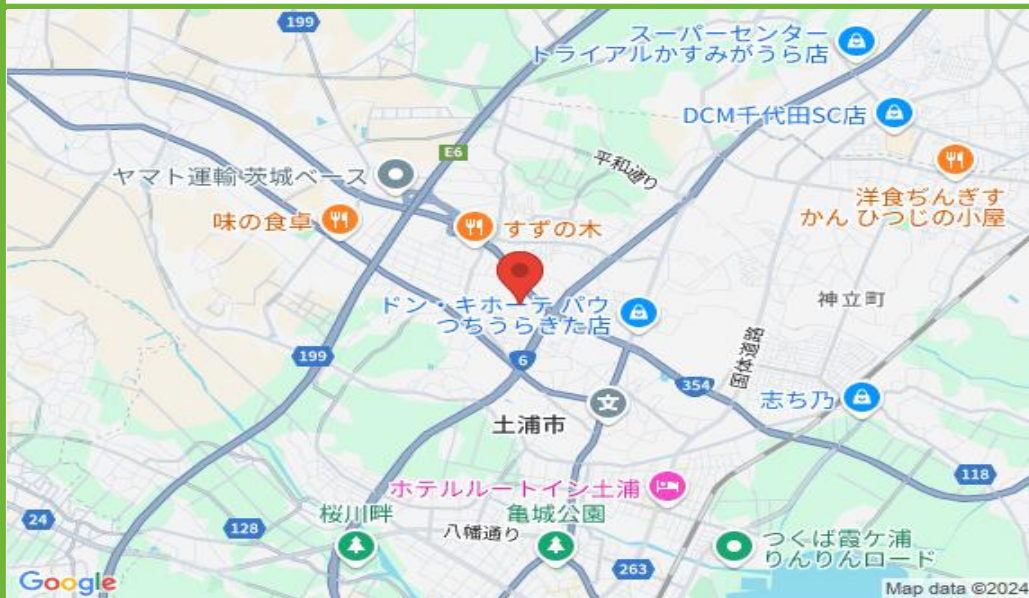 199
スーパーセンター
トライアルかすみがうら店
DCM千代田SC店
E6
平和通り
ヤマト運輸 茨城ベース
洋食ぢんぎす
かん ひつじの小屋
味の食卓
すずの木
ドン・キホーテ パウ
つちうらきた店
神立町
199
6
国体道路
354
志ち乃
文
土浦市
118
ホテルルートイン土浦
24
128
桜川畔
八幡通り
亀城公園
つくば霞ケ浦
りんりんロード
263
Google
Map data ©2024